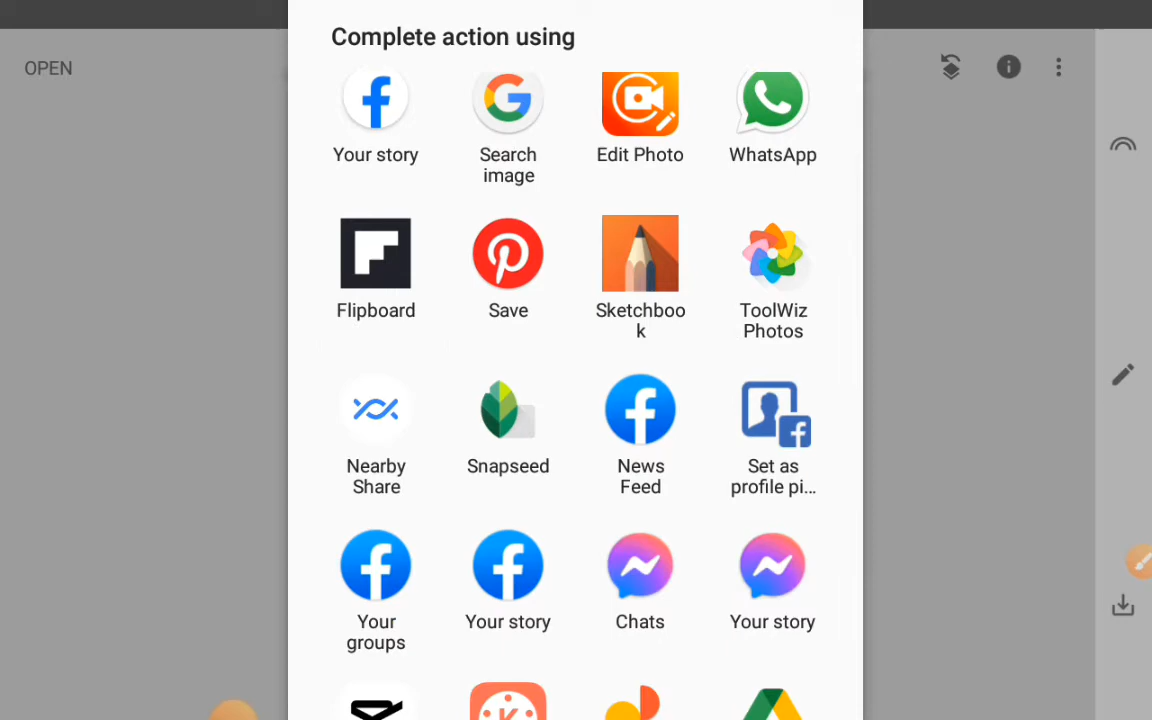 Complete action using
OPEN
Your story
Search
image
Edit Photo
WhatsApp
Flipboard
Save
Sketchboo
k
ToolWiz
Photos
Nearby
Share
Snapseed
News
Feed
Set as
profile pi...
Your
groups
Your story
Chats
Your story